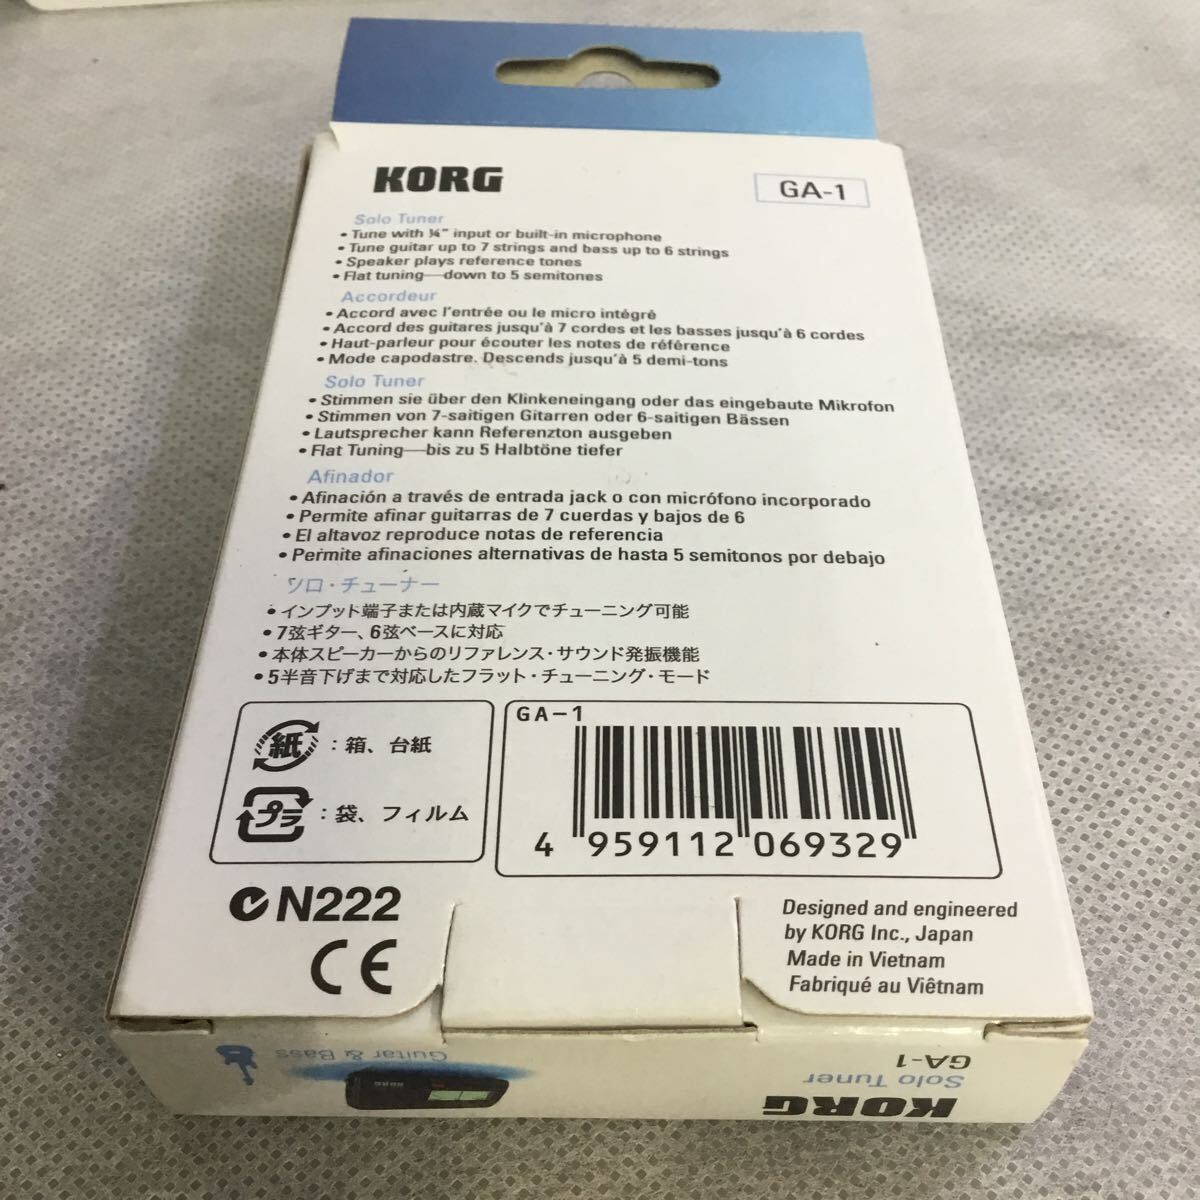 KORG
GA-1
Solo Tuner
• Tune with ¼" input or built-in microphone
• Tune guitar up to 7 strings and bass up to 6 strings
• Speaker plays reference tones
• Flat tuning—down to 5 semitones
Accordeur
• Accord avec l'entrée ou le micro intégré
• Accord des guitares jusqu'à 7 cordes et les basses jusqu'à 6 cordes
• Haut-parleur pour écouter les notes de référence
• Mode capodastre. Descends jusqu'à 5 demi-tons
Solo Tuner
• Stimmen sie über den Klinkeneingang oder das eingebaute Mikrofon
• Stimmen von 7-saitigen Gitarren oder 6-saitigen Bässen
• Lautsprecher kann Referenzton ausgeben
• Flat Tuning—bis zu 5 Halbtöne tiefer
Afinador
• Afinación a través de entrada jack o con micrófono incorporado
• Permite afinar guitarras de 7 cuerdas y bajos de 6
• El altavoz reproduce notas de referencia
• Permite afinaciones alternativas de hasta 5 semitonos por debajo
ソロ・チューナー
• インプット端子または内蔵マイクでチューニング可能
• 7弦ギター、6弦ベースに対応
• 本体スピーカーからのリファレンス・サウンド発振機能
• 5半音下げまで対応したフラット・チューニング・モード
紙：箱、台紙
プラ：袋、フィルム
GA-1
4 959112 069329
N222
CE
Designed and engineered
by KORG Inc., Japan
Made in Vietnam
Fabriqué au Viêtnam
Guitar & Bass
KORG
GA-1
Solo Tuner
KORG